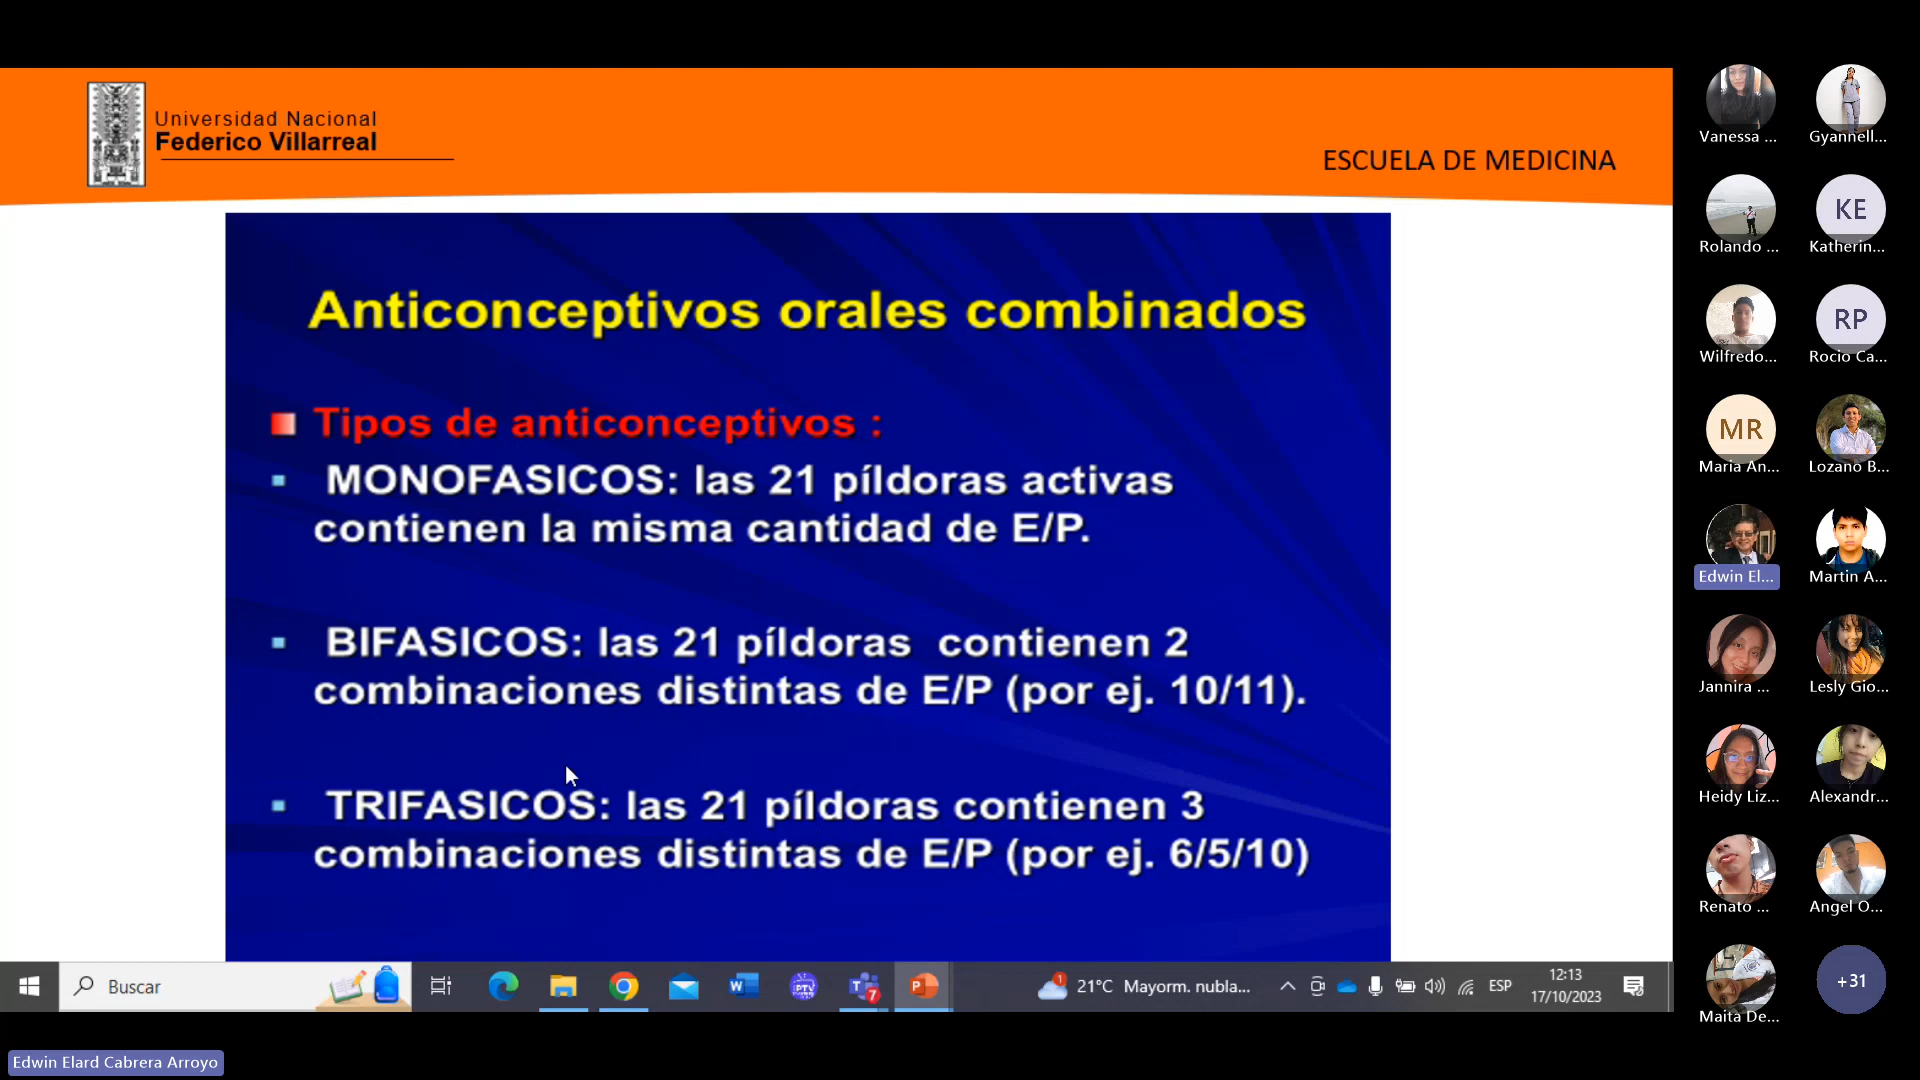 Universidad Nacional
Federico Villarreal
ESCUELA DE MEDICINA
Anticonceptivos orales combinados
Tipos de anticonceptivos :
MONOFASICOS: las 21 píldoras activas
contienen la misma cantidad de E/P.
BIFASICOS: las 21 píldoras contienen 2
combinaciones distintas de E/P (por ej. 10/11).
TRIFASICOS: las 21 píldoras contienen 3
combinaciones distintas de E/P (por ej. 6/5/10)
Buscar
IPTV
7
1
21°C Mayorm. nubla...
ESP
12:13
17/10/2023
Edwin Elard Cabrera Arroyo
Vanessa ...
Gyannell...
Rolando ...
KE
Katherin...
Wilfredo...
RP
Rocio Ca...
MR
Maria An...
Lozano B...
Edwin El...
Martin A...
Jannira ...
Lesly Gio...
Heidy Liz...
Alexandr...
Renato ...
Angel O...
Maita De...
+31